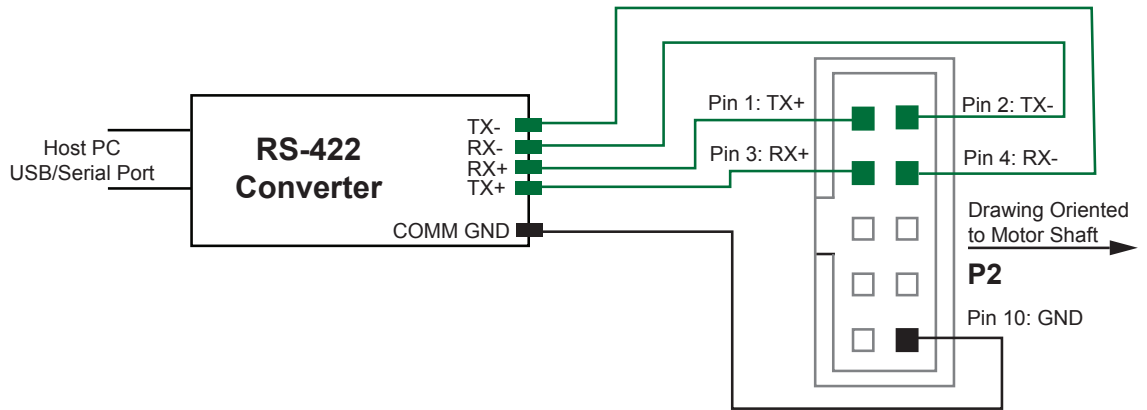 Host PC
USB/Serial Port
RS-422
Converter
TX-
RX-
RX+
TX+
COMM GND
Pin 1: TX+
Pin 2: TX-
Pin 3: RX+
Pin 4: RX-
Drawing Oriented
to Motor Shaft
P2
Pin 10: GND